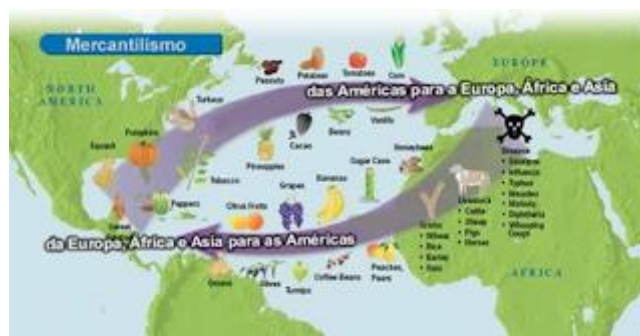 Mercantilismo
NORTH
AMERICA
EUROPE
Peanuts
Potatoes
Tomatoes
Corn
das Américas para a Europa, África e Asia
Turkeys
Pumpkins
Squash
Beans
Vanilla
Cacao
Pineapples
Tobacco
Peppers
Sweet
Honeybees
Sugar Cane
Bananas
Grapes
Citrus Fruits
da Europa, África e Asia para as Américas
Onions
Olives
Turnips
Coffee Beans
Peaches,
Pears
Grains
• Wheat
• Rice
• Barley
• Oats
Livestock
• Cattle
• Sheep
• Pigs
• Horses
Disease
• Smallpox
• Influenza
• Typhus
• Measles
• Malaria
• Diphtheria
• Whooping
Cough
AFRICA